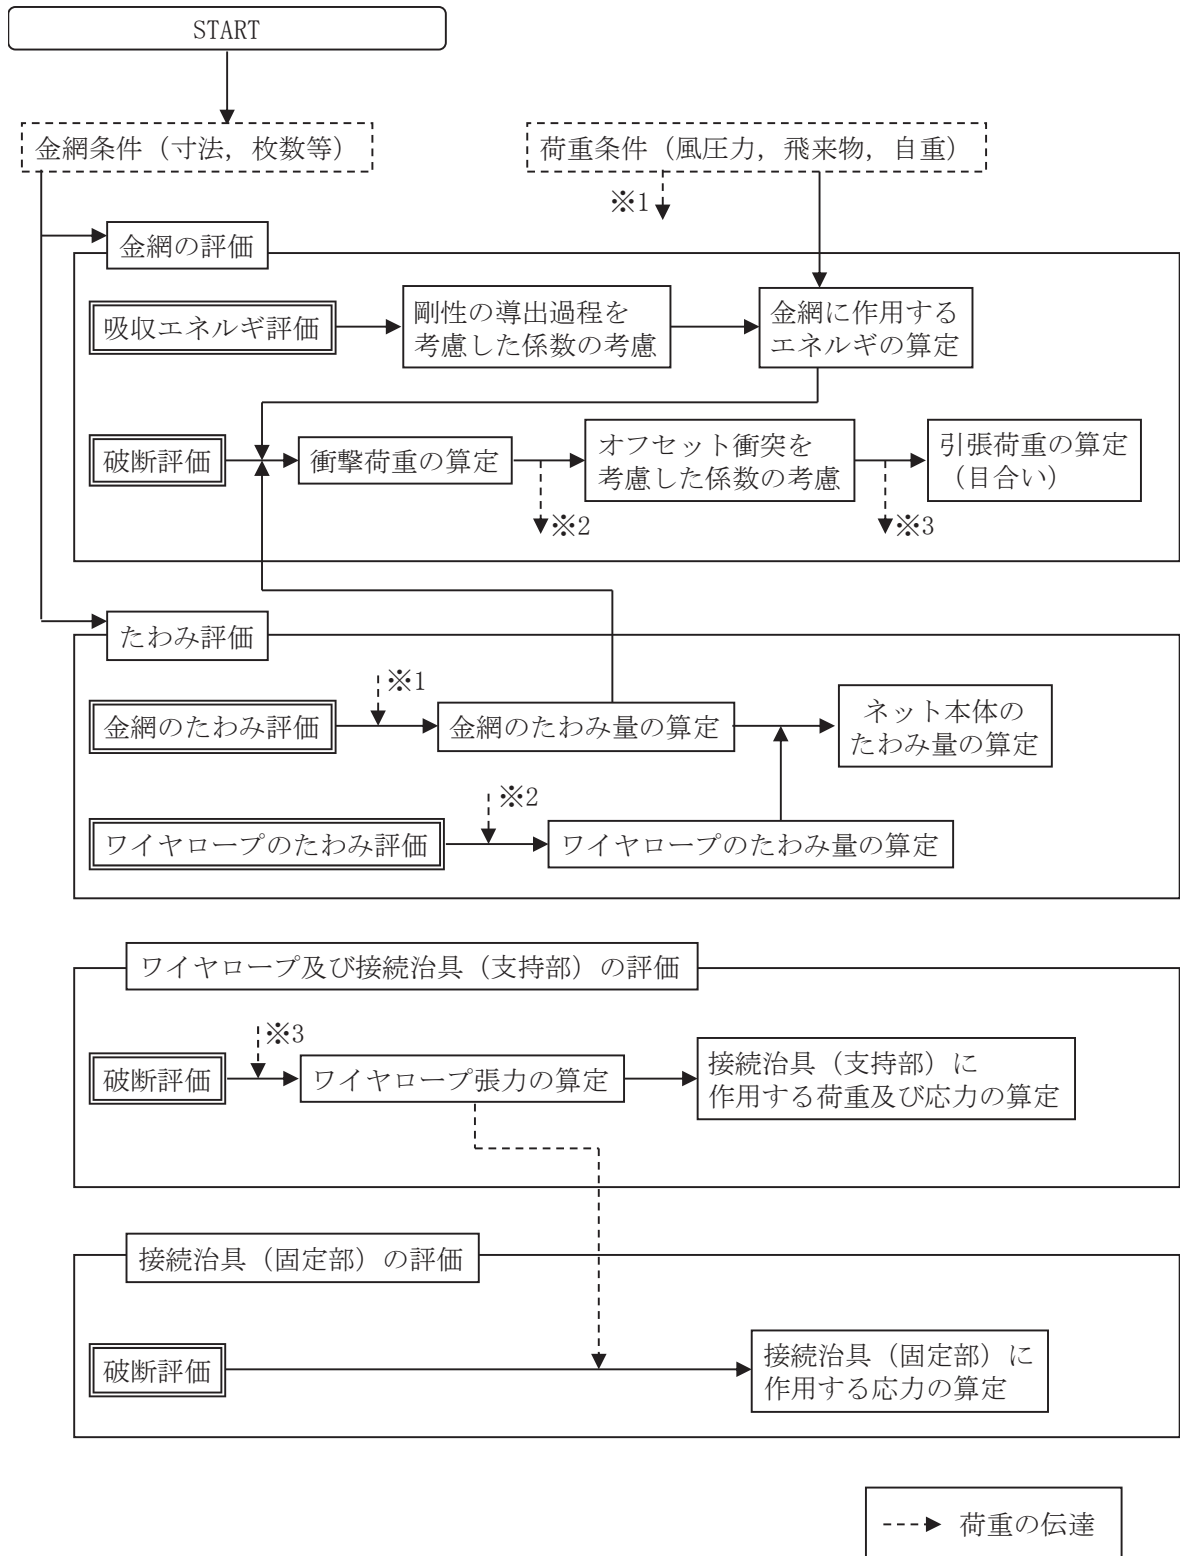 START
金網条件（寸法，枚数等）
荷重条件（風圧力，飛来物，自重）
※1
金網の評価
吸収エネルギ評価
剛性の導出過程を
考慮した係数の考慮
金網に作用する
エネルギの算定
破断評価
衝撃荷重の算定
オフセット衝突を
考慮した係数の考慮
引張荷重の算定
（目合い）
※2
※3
たわみ評価
※1
金網のたわみ評価
金網のたわみ量の算定
ネット本体の
たわみ量の算定
※2
ワイヤロープのたわみ評価
ワイヤロープのたわみ量の算定
ワイヤロープ及び接続治具（支持部）の評価
※3
破断評価
ワイヤロープ張力の算定
接続治具（支持部）に
作用する荷重及び応力の算定
接続治具（固定部）の評価
破断評価
接続治具（固定部）に
作用する応力の算定
荷重の伝達